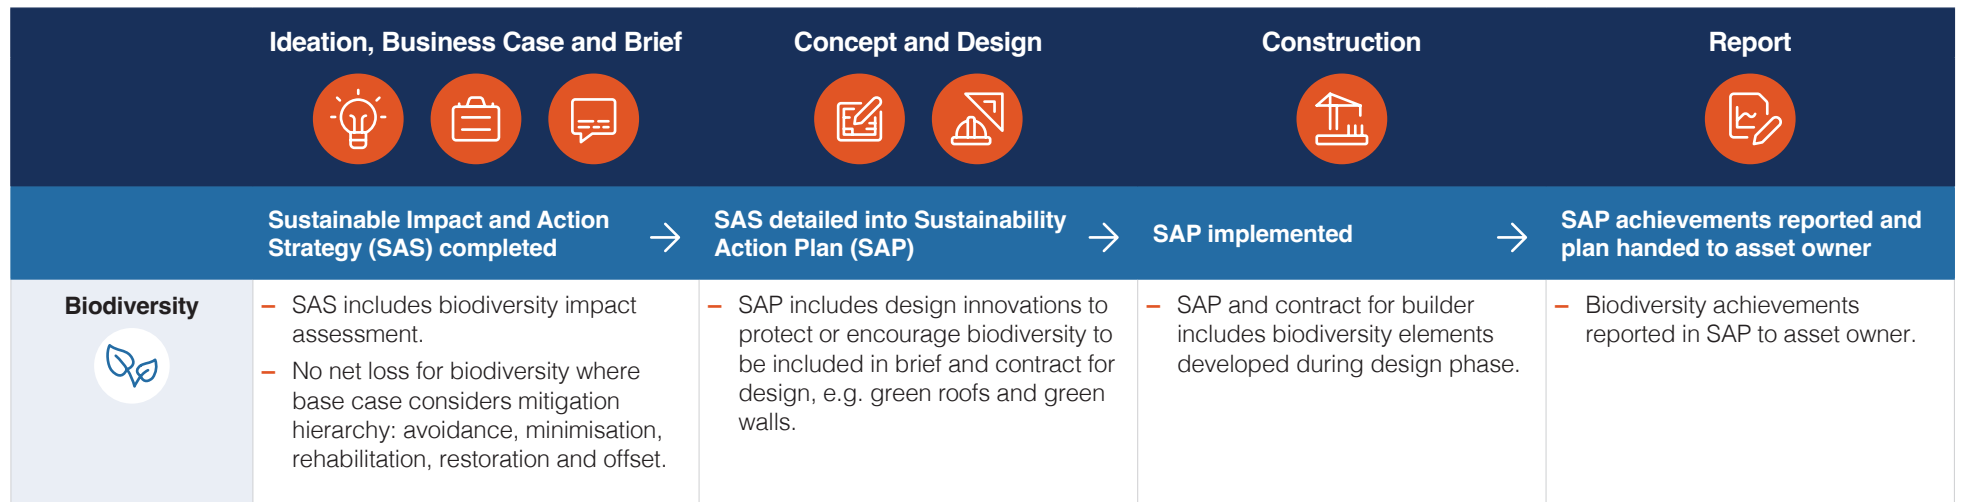 Ideation, Business Case and Brief
Concept and Design
Construction
Report
Sustainable Impact and Action
Strategy (SAS) completed
SAS detailed into Sustainability
Action Plan (SAP)
SAP implemented
SAP achievements reported and
plan handed to asset owner
Biodiversity
– SAS includes biodiversity impact
assessment.
– No net loss for biodiversity where
base case considers mitigation
hierarchy: avoidance, minimisation,
rehabilitation, restoration and offset.
– SAP includes design innovations to
protect or encourage biodiversity to
be included in brief and contract for
design, e.g. green roofs and green
walls.
– SAP and contract for builder
includes biodiversity elements
developed during design phase.
– Biodiversity achievements
reported in SAP to asset owner.